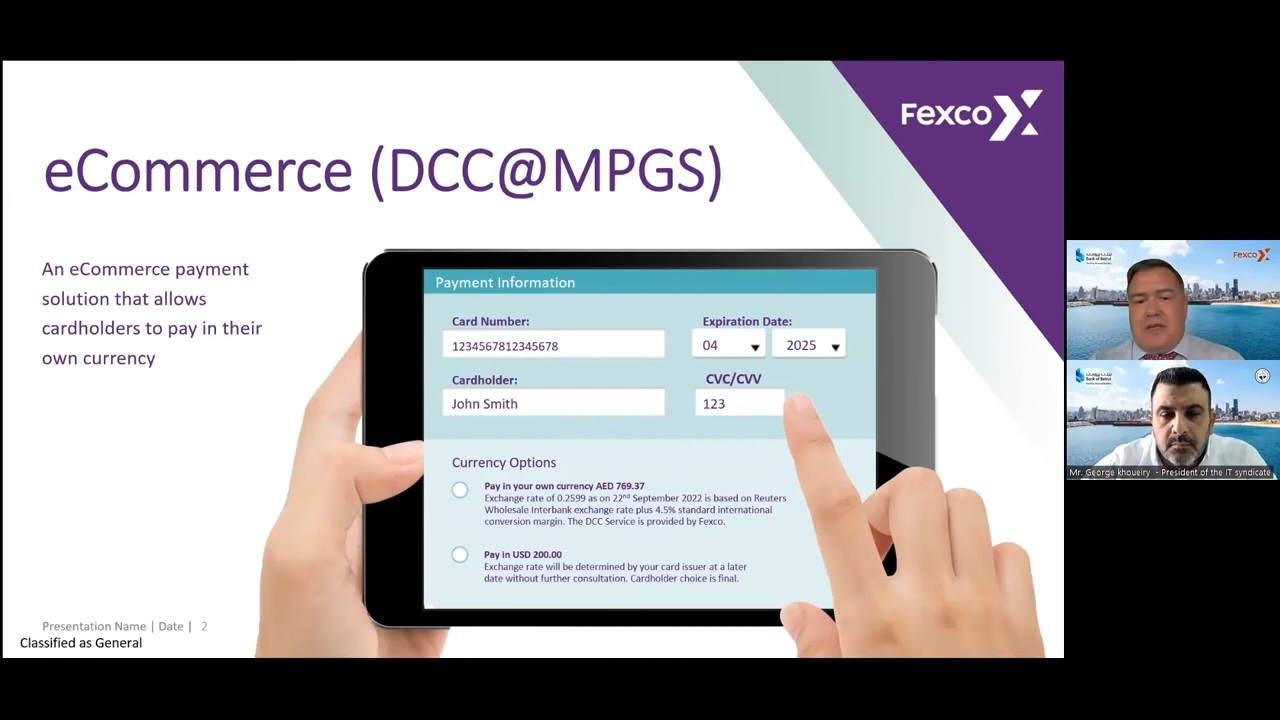 Fexco
eCommerce (DCC@MPGS)
An eCommerce payment
solution that allows
cardholders to pay in their
own currency
Payment Information
Card Number:
Expiration Date:
1234567812345678
04
2025
Cardholder:
CVC/CVV
John Smith
123
Currency Options
Pay in your own currency AED 769.37
Exchange rate of 0.2599 as on 22nd September 2022 is based on Reuters
Wholesale Interbank exchange rate plus 4.5% standard international
conversion margin. The DCC Service is provided by Fexco.
Pay in USD 200.00
Exchange rate will be determined by your card issuer at a later
date without further consultation. Cardholder choice is final.
Presentation Name | Date | 2
Classified as General
Bank of Beirut
Fexco
Bank of Beirut
Mr. George khoueiry - President of the IT syndicate